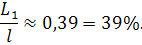 L₁/l ≈ 0,39 = 39%.